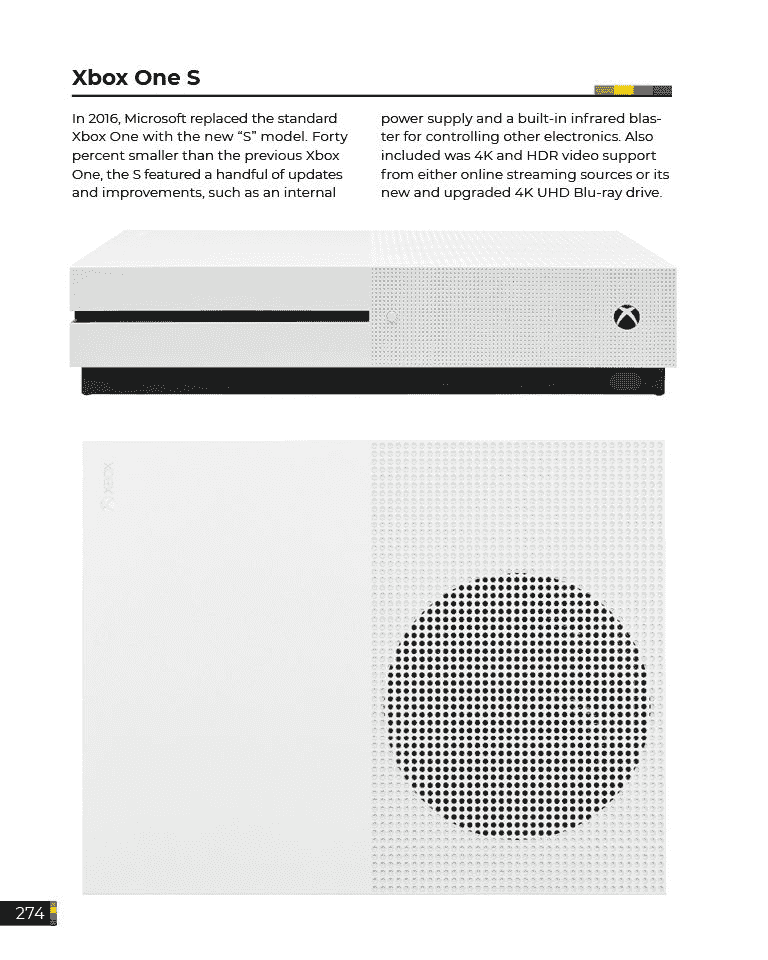 Xbox One S
In 2016, Microsoft replaced the standard
Xbox One with the new “S” model. Forty
percent smaller than the previous Xbox
One, the S featured a handful of updates
and improvements, such as an internal
power supply and a built-in infrared blas-
ter for controlling other electronics. Also
included was 4K and HDR video support
from either online streaming sources or its
new and upgraded 4K UHD Blu-ray drive.
XBOX
274